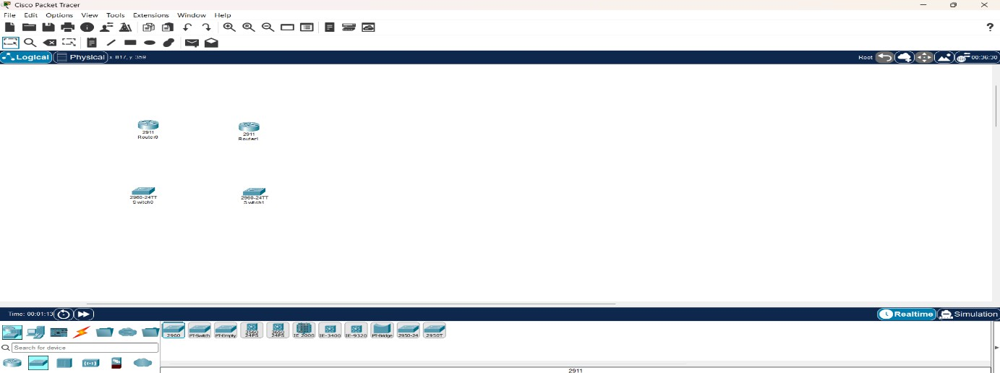 Cisco Packet Tracer
File Edit Options View Tools Extensions Window Help
?
Logical Physical x: 817, y: 359 Root 00:36:30
2911
Router0
2911
Router1
2960-24TT
Switch0
2960-24TT
Switch1
Time: 00:01:13 Realtime Simulation
2960 PT-Switch PT-Empty 3560 24PS 3650 24PS IE 2000 IE-3400 IE-9320 PT-Bridge 2950-24 2950T
Search for device
2911